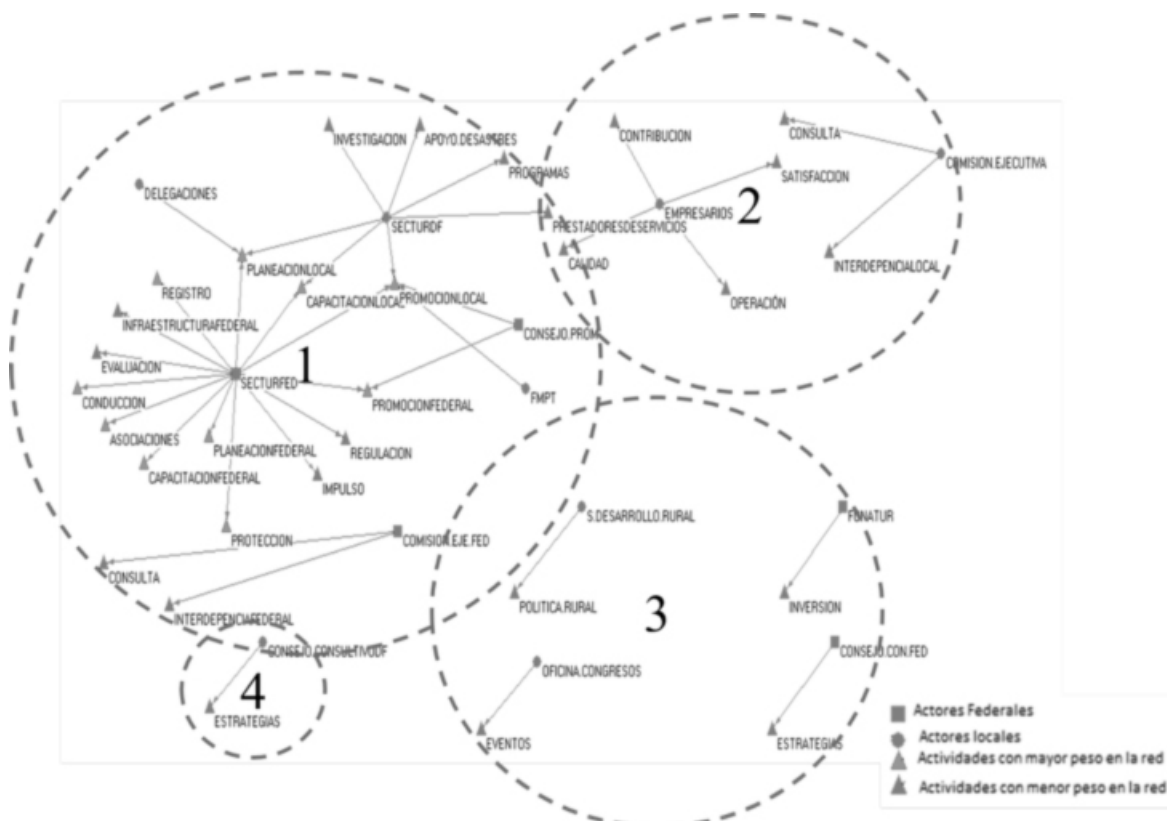 INVESTIGACION
APOYO.DESASTRES
PROGRAMAS
DELEGACIONES
SECTURDF
PRESTADORESDESERVICIOS
PLANEACIONLOCAL
CAPACITACIONLOCAL
PROMOCIONLOCAL
REGISTRO
INFRAESTRUCTURAFEDERAL
CONSEJO.PROM
EVALUACION
SECTURFED
1
CONDUCCION
PROMOCIONFEDERAL
FMPT
ASOCIACIONES
PLANEACIONFEDERAL
REGULACION
CAPACITACIONFEDERAL
IMPULSO
PROTECCION
COMISION.EJE.FED
CONSULTA
INTERDEPENCIAFEDERAL
CONTRIBUCION
CONSULTA
COMISION.EJECUTIVA
SATISFACCION
EMPRESARIOS
2
CALIDAD
INTERDEPENCIALOCAL
OPERACIÓN
S.DESARROLLO.RURAL
FONATUR
POLITICA.RURAL
3
INVERSION
OFICINA.CONGRESOS
CONSEJO.CON.FED
EVENTOS
ESTRATEGIAS
CONSEJO.CONSULTIVODF
4
ESTRATEGIAS
Actores Federales
Actores locales
Actividades con mayor peso en la red
Actividades con menor peso en la red